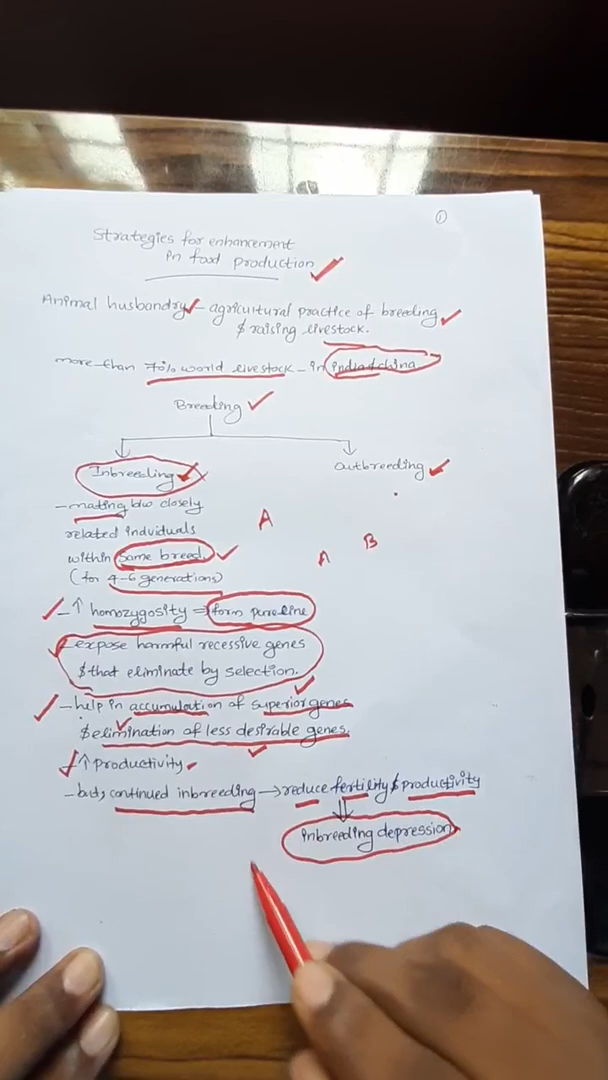 ①
Strategies for enhancement
in food production
Animal husbandry - agricultural practice of breeding
& raising livestock.
more than 70% world livestock - in India & china
Breeding
Inbreeding
Outbreeding
- mating b/w closely
related indviduals
within same breed.
(for 4-6 generations)
A
A
B
- ↑ homozygosity ⇒ form pureline
- expose harmful recessive genes
& that eliminate by selection.
- help in accumulation of superior genes
& elimination of less desirable genes.
- ↑ productivity
- but, continued inbreeding → reduce fertility & productivity
inbreeding depression